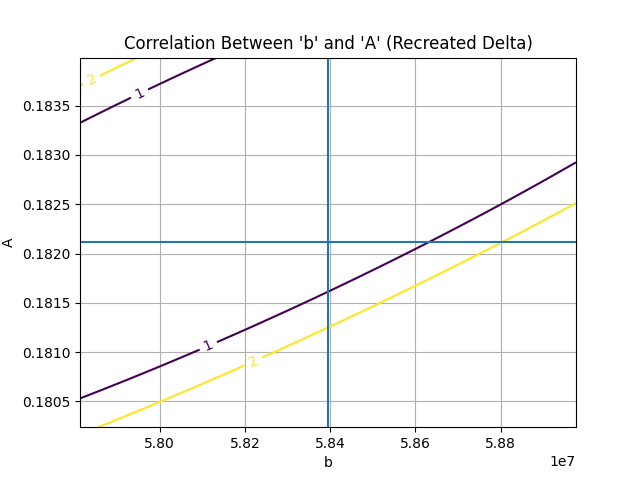 Correlation Between 'b' and 'A' (Recreated Delta)
2
1
0.1835
0.1830
0.1825
0.1820
A
0.1815
1
0.1810
2
0.1805
5.80 5.82 5.84 5.86 5.88
b
1e7